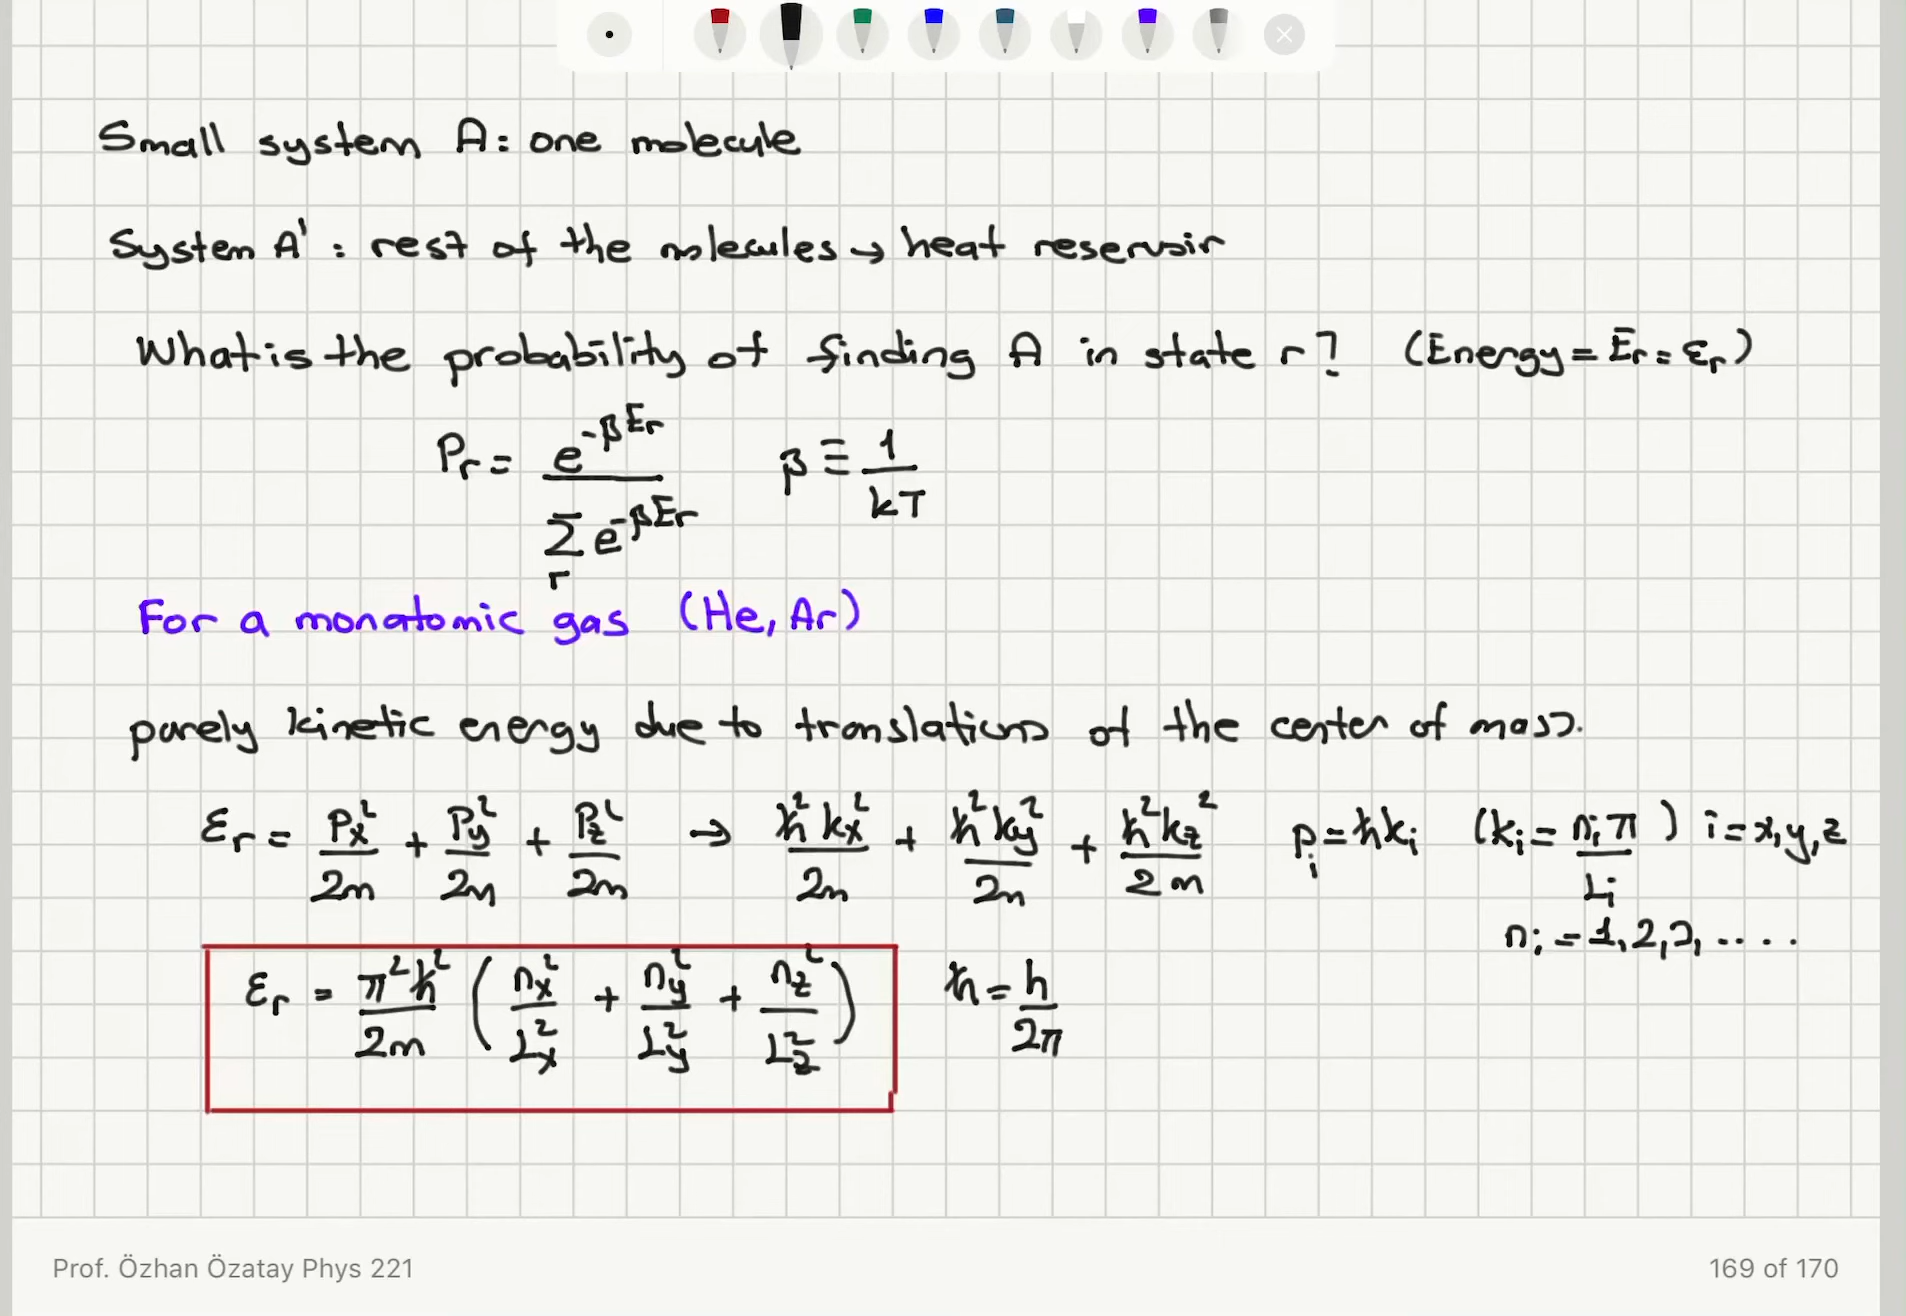 Small system A: one molecule
System A' : rest of the molecules → heat reservoir
What is the probability of finding A in state r? (Energy = Er = εr)
Pr = e^-βEr / Σr e^-βEr    β ≡ 1/kT
For a monatomic gas (He, Ar)
purely kinetic energy due to translations of the center of mass.
εr = Px²/2m + Py²/2m + Pz²/2m → ħ²kx²/2m + ħ²ky²/2m + ħ²kz²/2m    pi = ħki    (ki = niπ/Li) i = x,y,z
ni = 1,2,3, ....
εr = π²ħ²/2m (nx²/Lx² + ny²/Ly² + nz²/Lz²)    ħ = h/2π
Prof. Özhan Özatay Phys 221
169 of 170